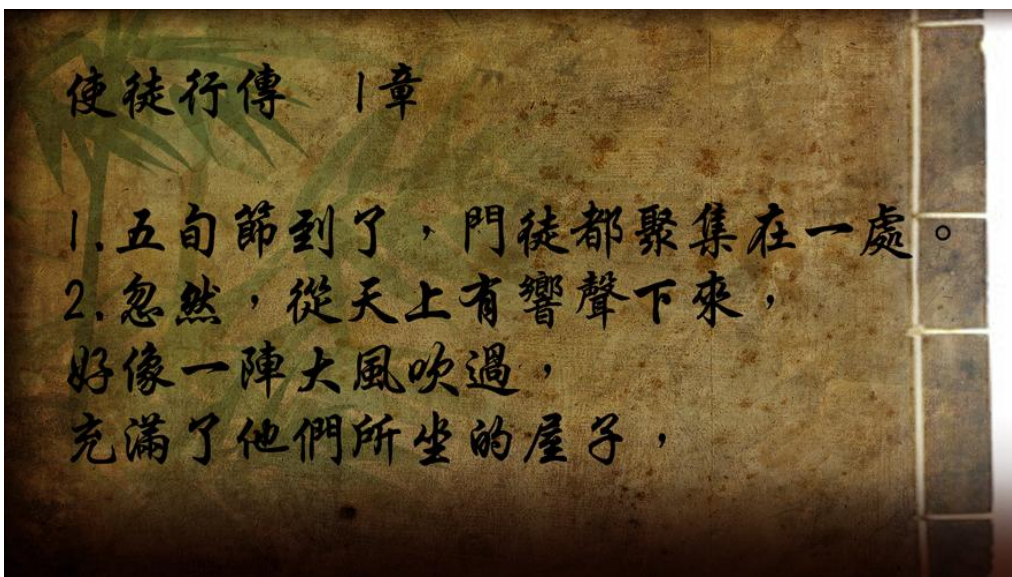 使徒行傳 1章
1.五旬節到了，門徒都聚集在一處。
2.忽然，從天上有響聲下來，
好像一陣大風吹過，
充滿了他們所坐的屋子，